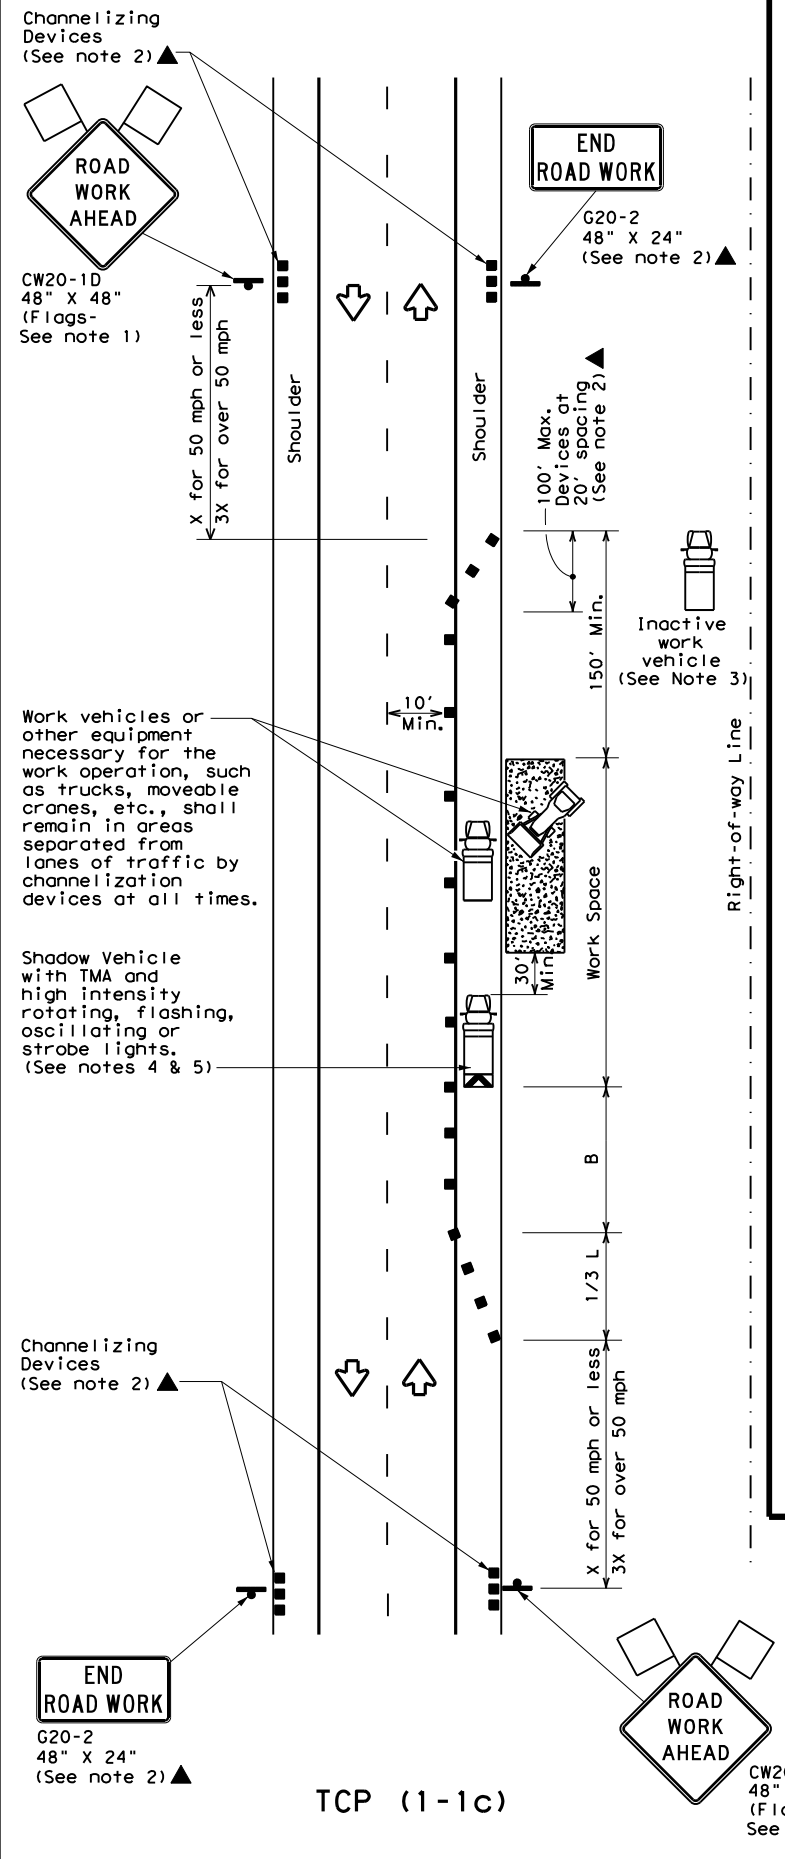 Channelizing
Devices
(See note 2)
ROAD
WORK
AHEAD
CW20-1D
48" X 48"
(Flags-
See note 1)
END
ROAD WORK
G20-2
48" X 24"
(See note 2)
X for 50 mph or less
3X for over 50 mph
Shoulder
Shoulder
100' Max.
Devices at
20' spacing
(See note 2)
150' Min.
Inactive
work
vehicle
(See Note 3)
10'
Min.
Work vehicles or
other equipment
necessary for the
work operation, such
as trucks, moveable
cranes, etc., shall
remain in areas
separated from
lanes of traffic by
channelization
devices at all times.
Right-of-way Line
Work Space
30'
Min.
Shadow Vehicle
with TMA and
high intensity
rotating, flashing,
oscillating or
strobe lights.
(See notes 4 & 5)
B
1/3 L
Channelizing
Devices
(See note 2)
X for 50 mph or less
3X for over 50 mph
END
ROAD WORK
G20-2
48" X 24"
(See note 2)
ROAD
WORK
AHEAD
48"
See
TCP (1-1c)